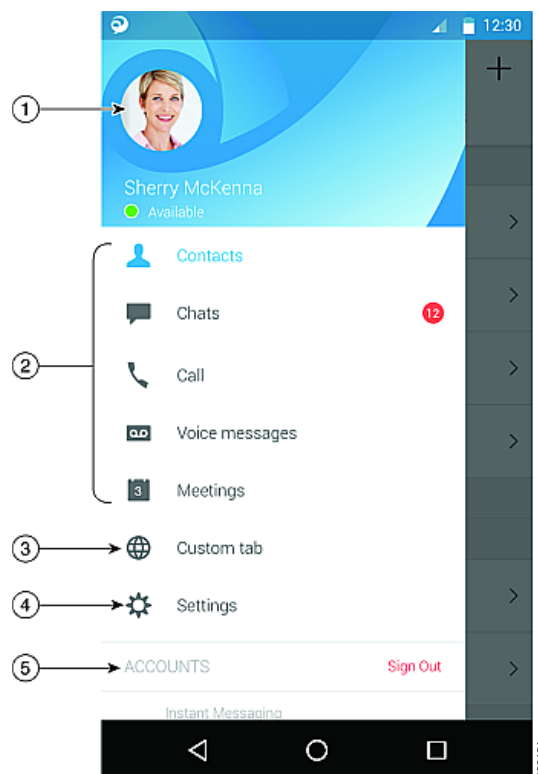 12:30
1
Sherry McKenna
Available
Contacts
Chats 12
2
Call
Voice messages
3 Meetings
3 Custom tab
4 Settings
5 ACCOUNTS Sign Out
Instant Messaging